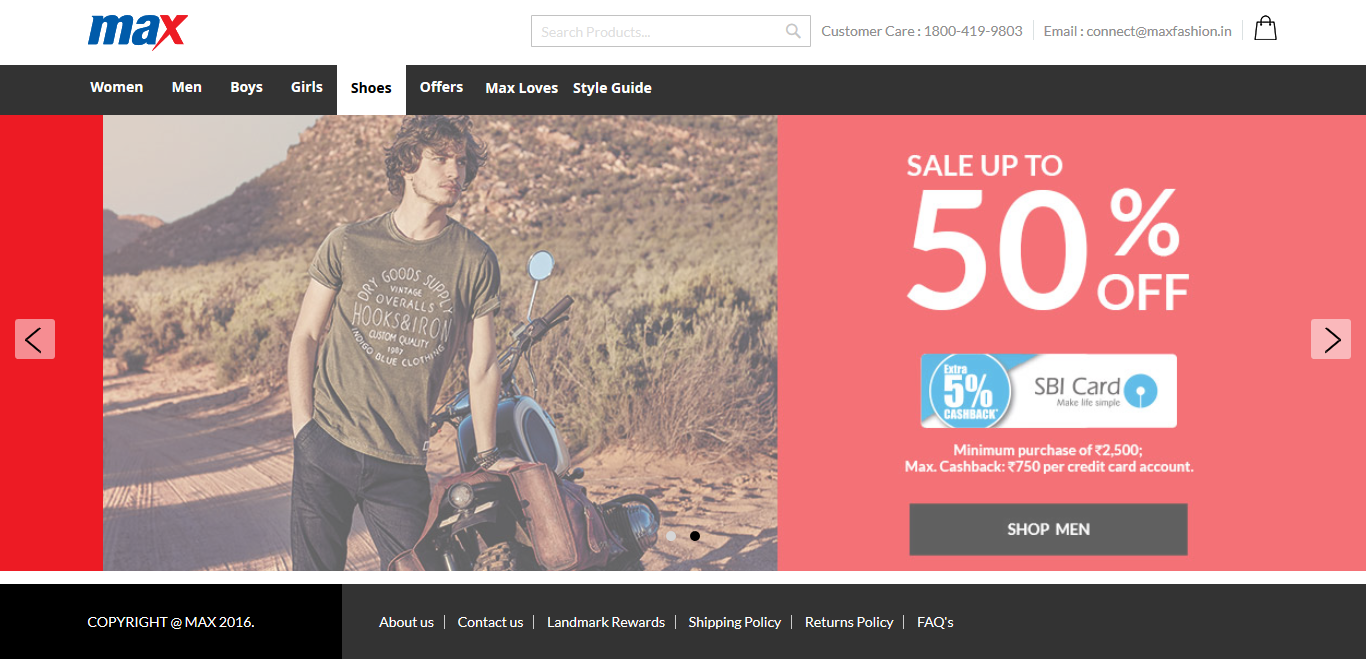 max
Search Products...
Customer Care : 1800-419-9803
Email : connect@maxfashion.in
Women
Men
Boys
Girls
Shoes
Offers
Max Loves
Style Guide
DRY GOODS SUPPLY
VINTAGE
OVERALLS
HOOKS&IRON
CUSTOM QUALITY
1967
INDIGO BLUE CLOTHING
SALE UP TO
50%
OFF
Extra
5%
CASHBACK*
SBI Card
Make life simple
Minimum purchase of ₹2,500;
Max. Cashback: ₹750 per credit card account.
SHOP MEN
COPYRIGHT @ MAX 2016.
About us
Contact us
Landmark Rewards
Shipping Policy
Returns Policy
FAQ's